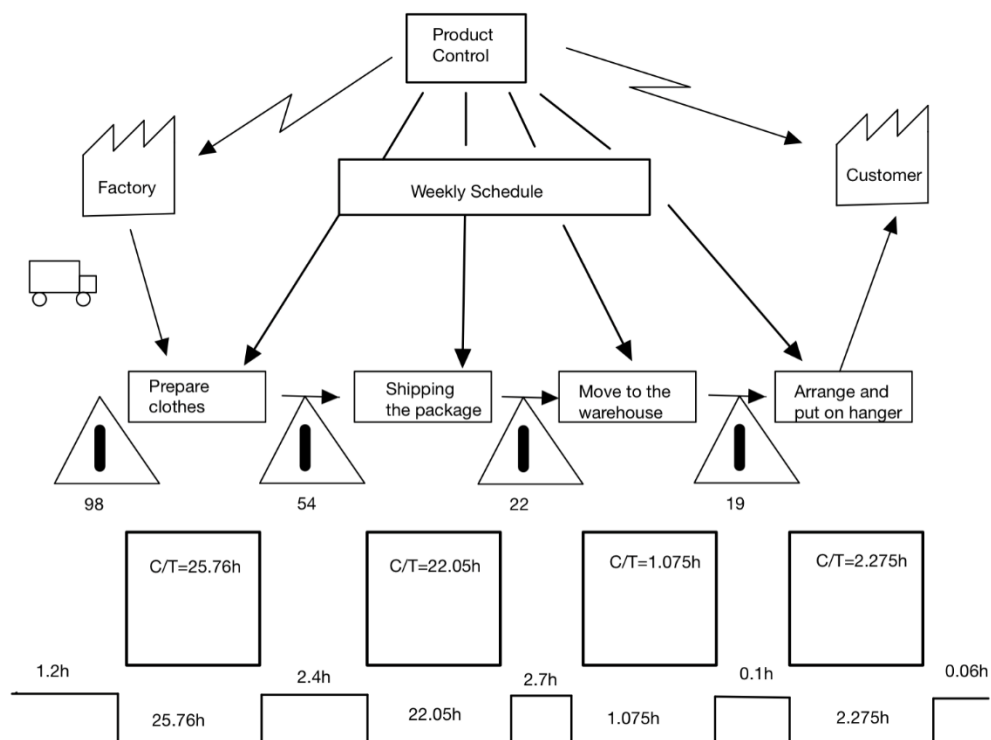 Product
Control
Factory
Weekly Schedule
Customer
Prepare
clothes
Shipping
the package
Move to the
warehouse
Arrange and
put on hanger
98
54
22
19
C/T=25.76h
C/T=22.05h
C/T=1.075h
C/T=2.275h
1.2h
2.4h
2.7h
0.1h
0.06h
25.76h
22.05h
1.075h
2.275h